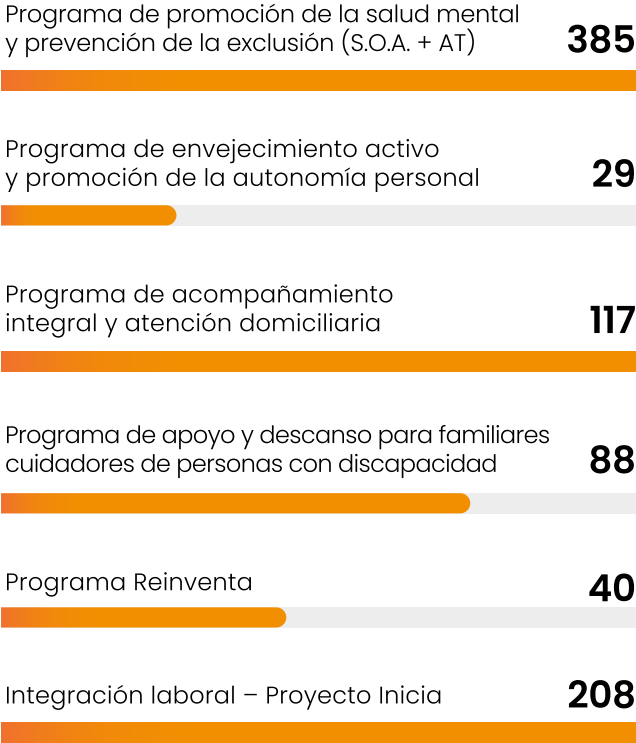 Programa de promoción de la salud mental
y prevención de la exclusión (S.O.A. + AT)
385
Programa de envejecimiento activo
y promoción de la autonomía personal
29
Programa de acompañamiento
integral y atención domiciliaria
117
Programa de apoyo y descanso para familiares
cuidadores de personas con discapacidad
88
Programa Reinventa
40
Integración laboral – Proyecto Inicia
208